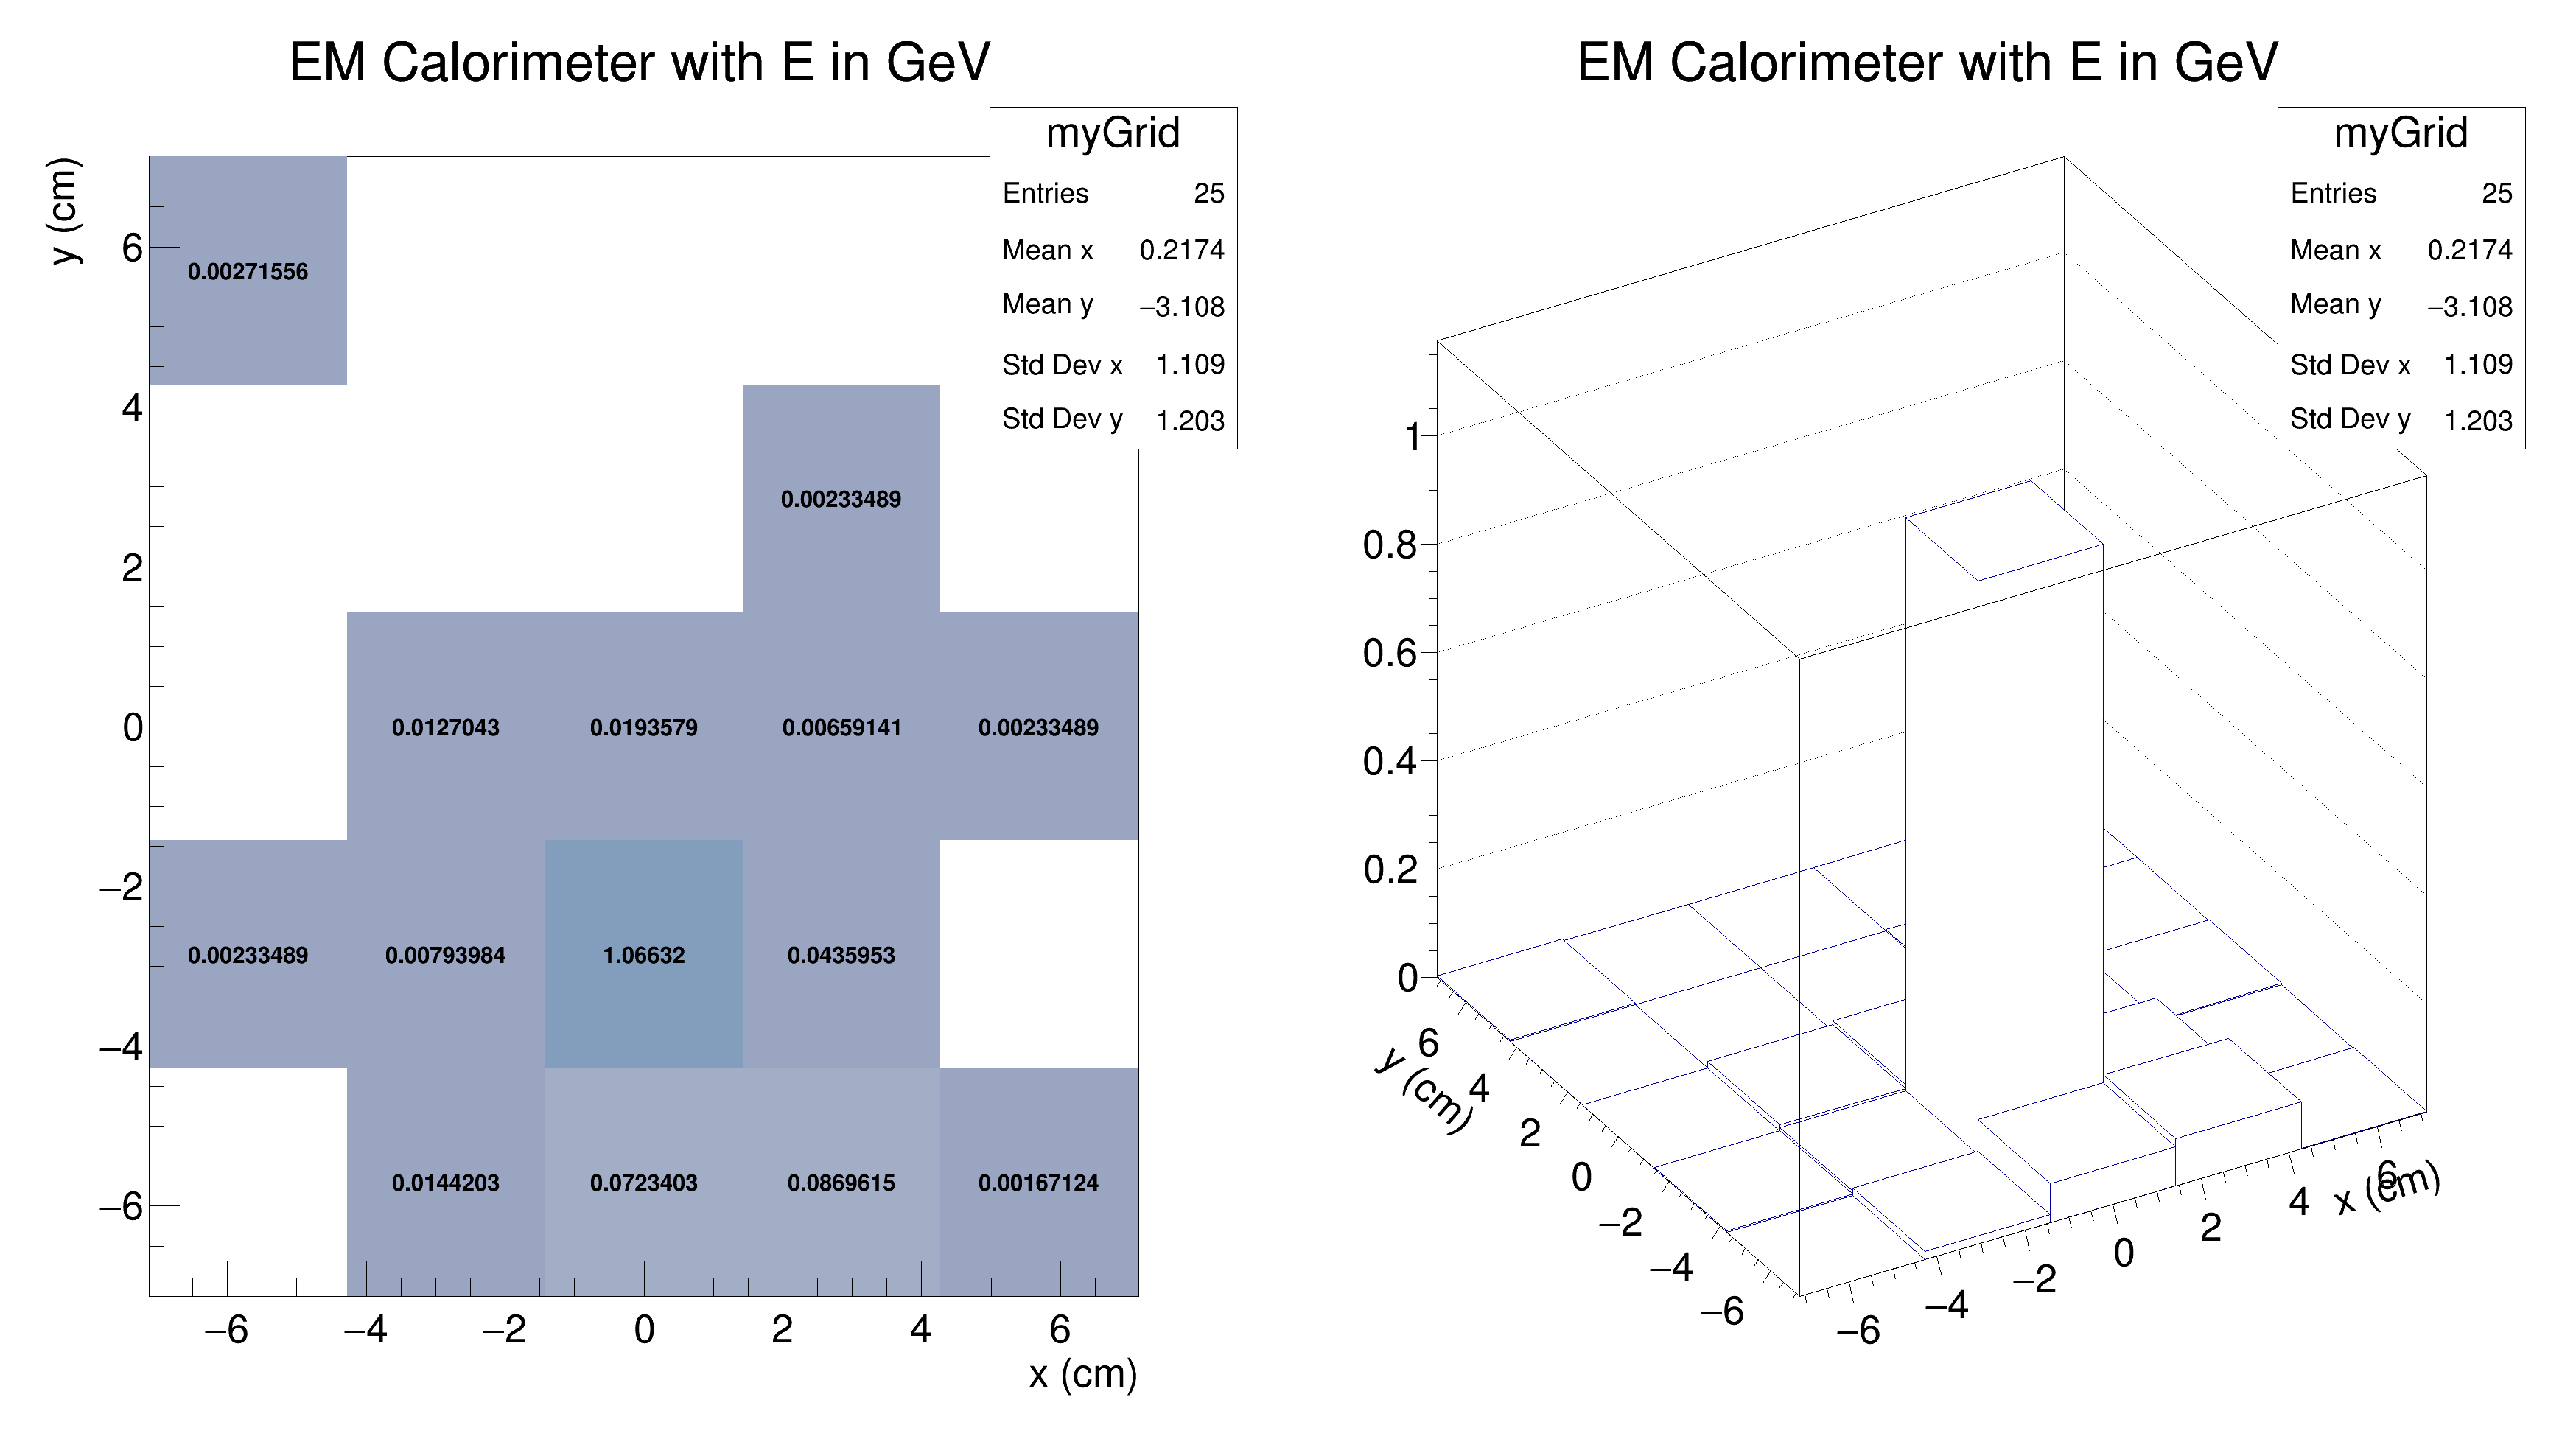 EM Calorimeter with E in GeV
myGrid
Entries 25
Mean x 0.2174
Mean y −3.108
Std Dev x 1.109
Std Dev y 1.203
y (cm)
6
4
2
0
−2
−4
−6
0.00271556
0.00233489
0.0127043 0.0193579 0.00659141 0.00233489
0.00233489 0.00793984 1.06632 0.0435953
0.0144203 0.0723403 0.0869615 0.00167124
−6 −4 −2 0 2 4 6
x (cm)
EM Calorimeter with E in GeV
myGrid
Entries 25
Mean x 0.2174
Mean y −3.108
Std Dev x 1.109
Std Dev y 1.203
1
0.8
0.6
0.4
0.2
0
y (cm)
6
4
2
0
−2
−4
−6
−6
−4
−2
0
2
4
6
x (cm)